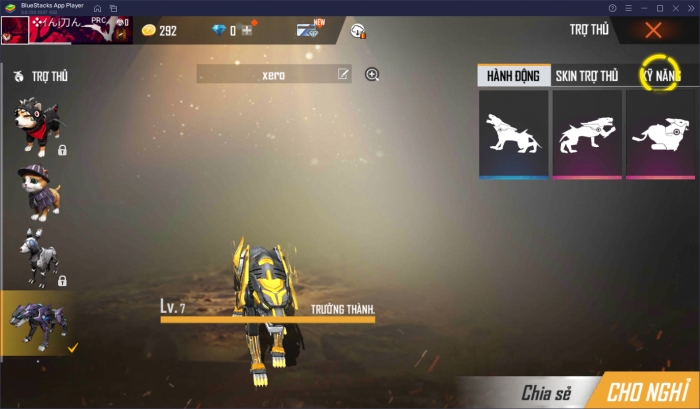 BlueStacks App Player
292
0
NEW
TRỢ THỦ
TRỢ THỦ
xero
HÀNH ĐỘNG
SKIN TRỢ THỦ
KỸ NĂNG
Lv.7
TRƯỞNG THÀNH.
Chia sẻ
CHO NGHỈ